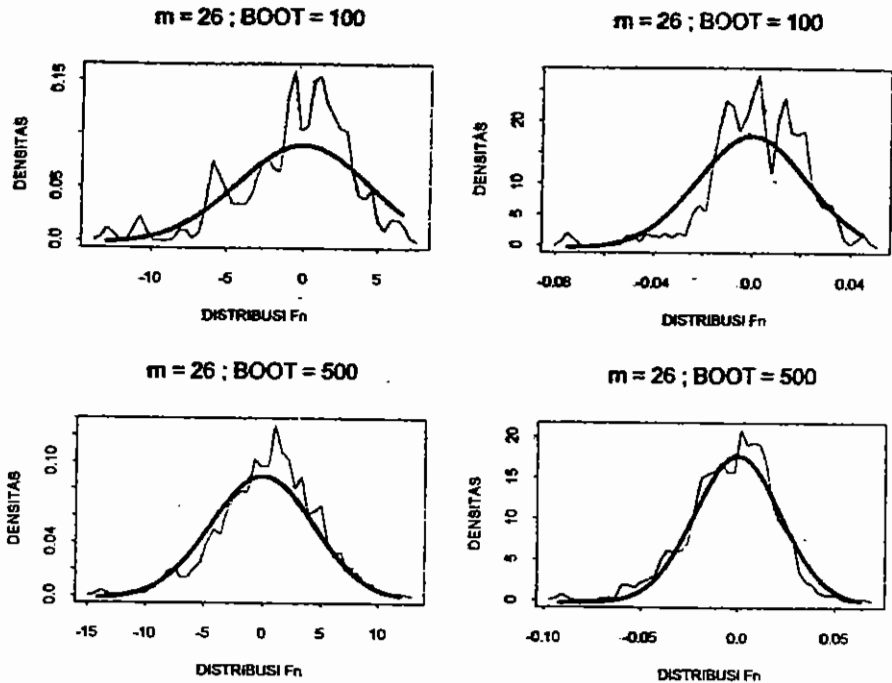 m = 26 ; BOOT = 100
DENSITAS
0.15
0.05
0.0
-10
-5
0
5
DISTRIBUSI Fn
m = 26 ; BOOT = 100
DENSITAS
20
10
5
0
-0.08
-0.04
0.0
0.04
DISTRIBUSI Fn
m = 26 ; BOOT = 500
DENSITAS
0.10
0.04
0.0
-15
-10
-5
0
5
10
DISTRIBUSI Fn
m = 26 ; BOOT = 500
DENSITAS
20
15
10
5
0
-0.10
-0.05
0.0
0.05
DISTRIBUSI Fn